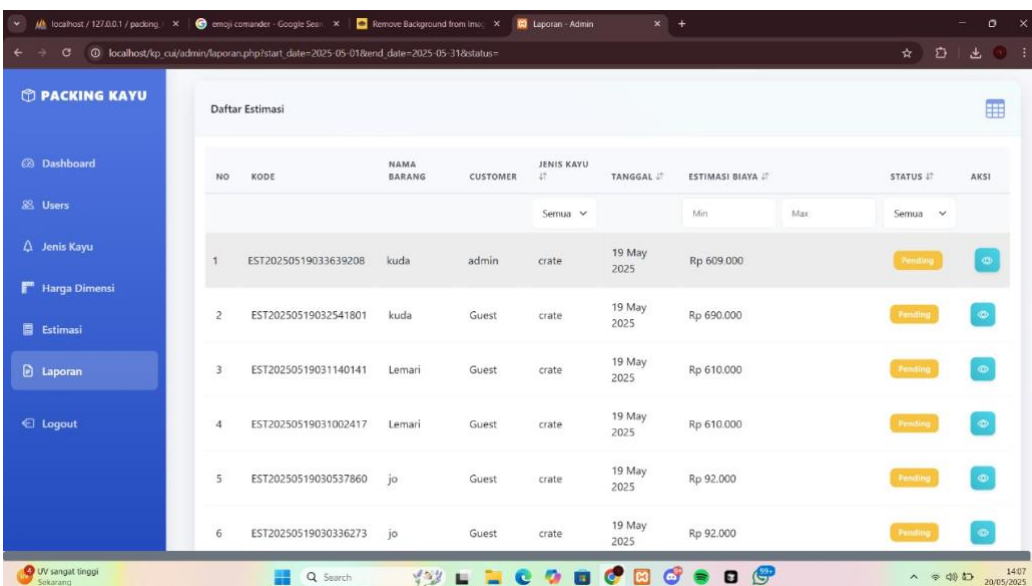 localhost / 127.0.0.1 / packing_
emoji comander - Google Sear
Remove Background from Imag
Laporan - Admin
localhost/kp_cui/admin/laporan.php?start_date=2025-05-01&end_date=2025-05-31&status=
PACKING KAYU
Dashboard
Users
Jenis Kayu
Harga Dimensi
Estimasi
Laporan
Logout
Daftar Estimasi
NO KODE NAMA BARANG CUSTOMER JENIS KAYU TANGGAL ESTIMASI BIAYA STATUS AKSI
Semua Min Max Semua
1 EST20250519033639208 kuda admin crate 19 May 2025 Rp 609.000 Pending
2 EST20250519032541801 kuda Guest crate 19 May 2025 Rp 690.000 Pending
3 EST20250519031140141 Lemari Guest crate 19 May 2025 Rp 610.000 Pending
4 EST20250519031002417 Lemari Guest crate 19 May 2025 Rp 610.000 Pending
5 EST20250519030537860 jo Guest crate 19 May 2025 Rp 92.000 Pending
6 EST20250519030336273 jo Guest crate 19 May 2025 Rp 92.000 Pending
4 UV sangat tinggi
Sekarang
Search
99+
14:07
20/05/2025